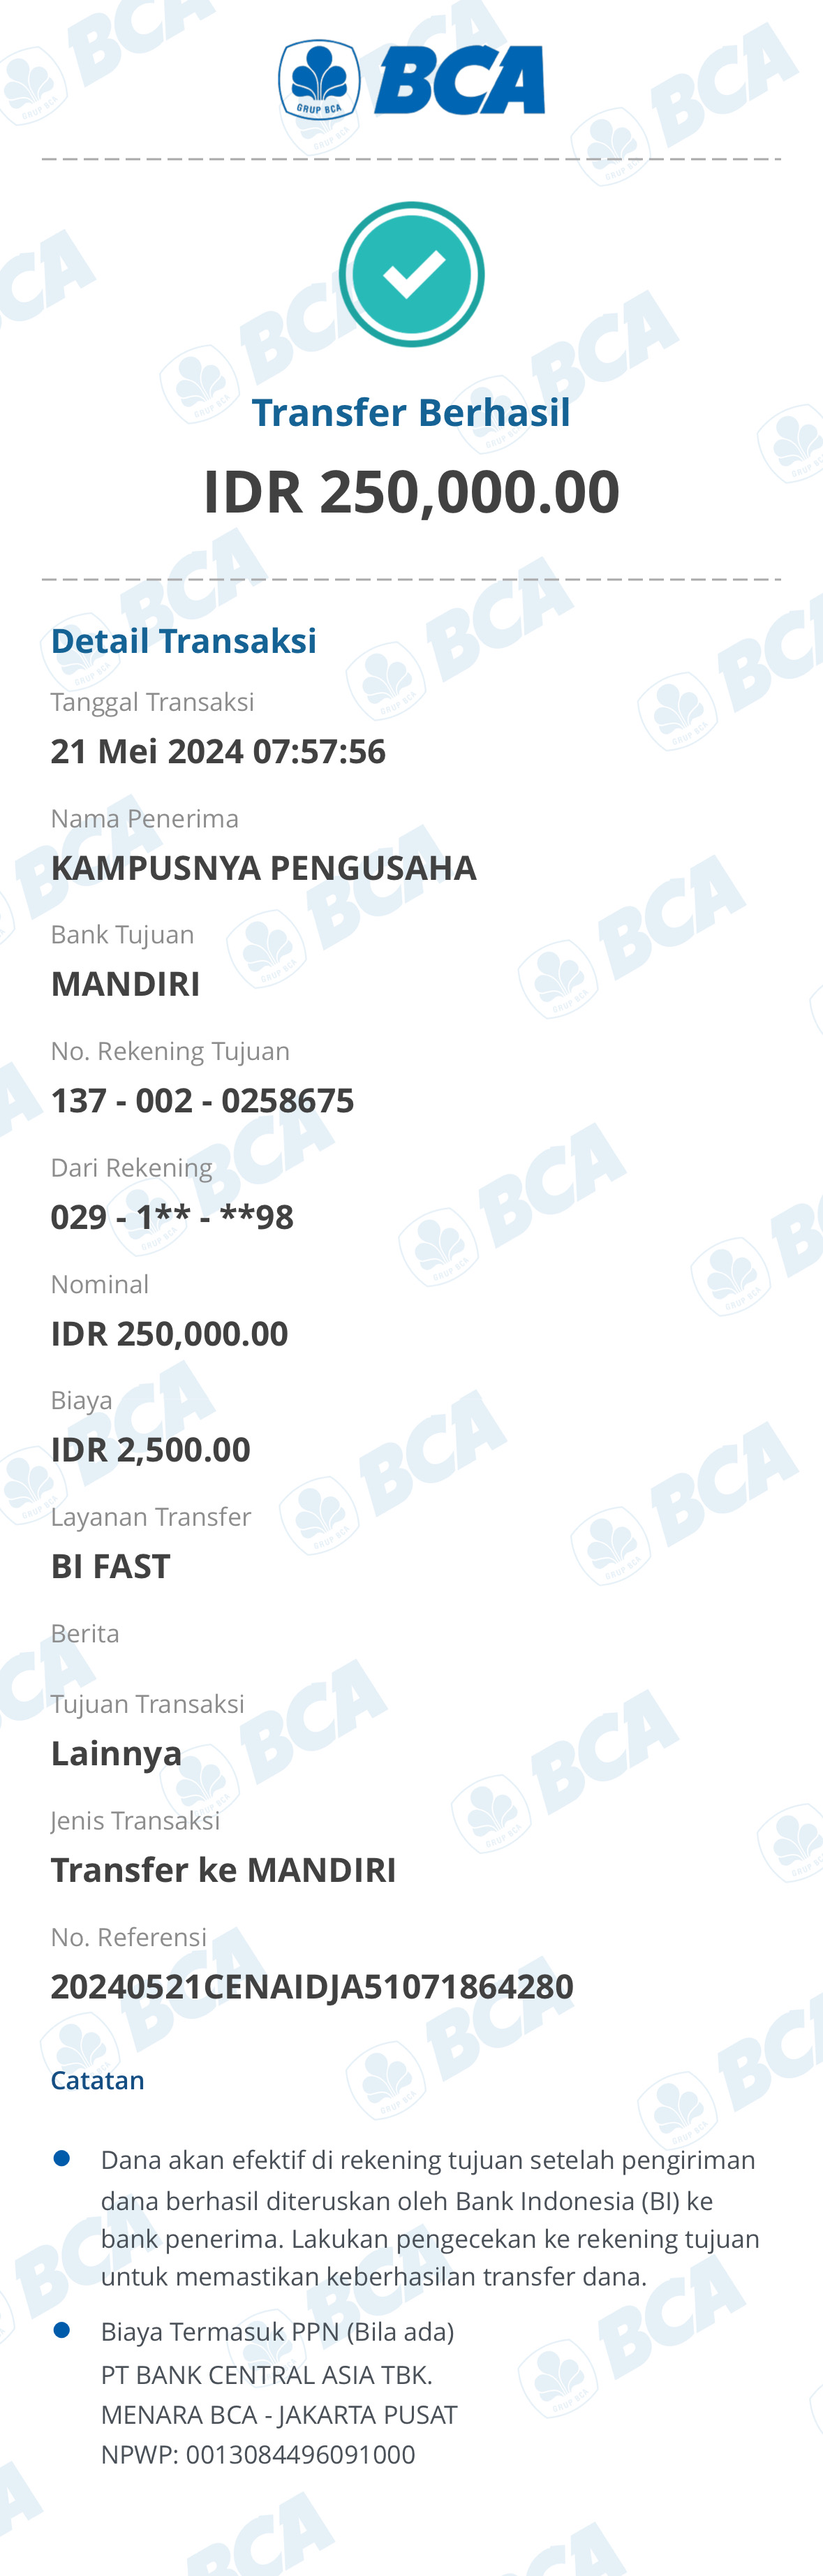 GRUP BCA
BCA
Transfer Berhasil
IDR 250,000.00
Detail Transaksi
Tanggal Transaksi
21 Mei 2024 07:57:56
Nama Penerima
KAMPUSNYA PENGUSAHA
Bank Tujuan
MANDIRI
No. Rekening Tujuan
137 - 002 - 0258675
Dari Rekening
029 - 1** - **98
Nominal
IDR 250,000.00
Biaya
IDR 2,500.00
Layanan Transfer
BI FAST
Berita
Tujuan Transaksi
Lainnya
Jenis Transaksi
Transfer ke MANDIRI
No. Referensi
20240521CENAIDJA51071864280
Catatan
Dana akan efektif di rekening tujuan setelah pengiriman
dana berhasil diteruskan oleh Bank Indonesia (BI) ke
bank penerima. Lakukan pengecekan ke rekening tujuan
untuk memastikan keberhasilan transfer dana.
Biaya Termasuk PPN (Bila ada)
PT BANK CENTRAL ASIA TBK.
MENARA BCA - JAKARTA PUSAT
NPWP: 0013084496091000